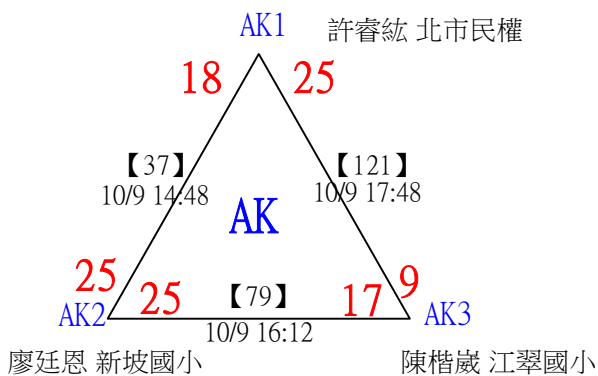 AK1 許睿紘 北市民權
18 25
【37】 【121】
10/9 14:48 10/9 17:48
AK
25 25 【79】 17 9
AK2 AK3
10/9 16:12
廖廷恩 新坡國小 陳楷崴 江翠國小